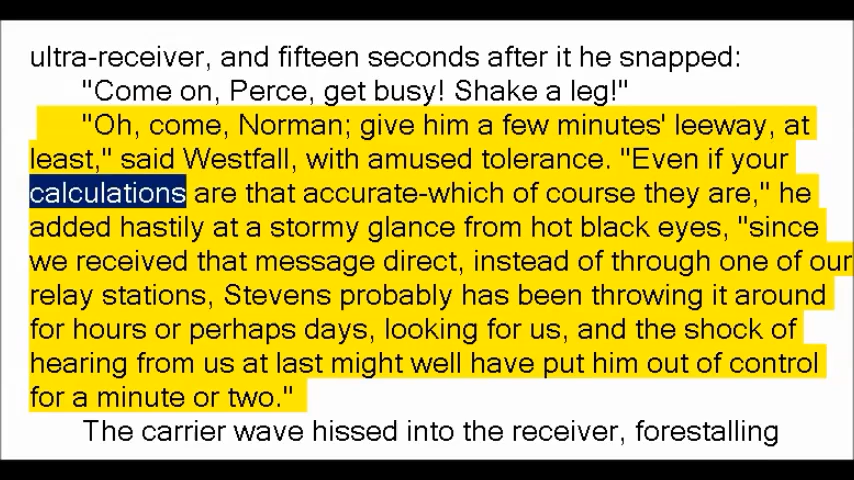 ultra-receiver, and fifteen seconds after it he snapped:
"Come on, Perce, get busy! Shake a leg!"
"Oh, come, Norman; give him a few minutes' leeway, at
least," said Westfall, with amused tolerance. "Even if your
calculations are that accurate-which of course they are," he
added hastily at a stormy glance from hot black eyes, "since
we received that message direct, instead of through one of our
relay stations, Stevens probably has been throwing it around
for hours or perhaps days, looking for us, and the shock of
hearing from us at last might well have put him out of control
for a minute or two."
The carrier wave hissed into the receiver, forestalling